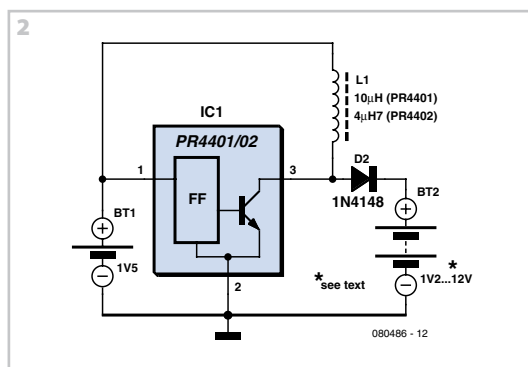 2
L1
10µH (PR4401)
4µH7 (PR4402)
IC1
PR4401/02
1
3
D2
FF
1N4148
BT1
BT2
+
+
1V5
*see text
*
−
2
1V2...12V
−
080486 - 12